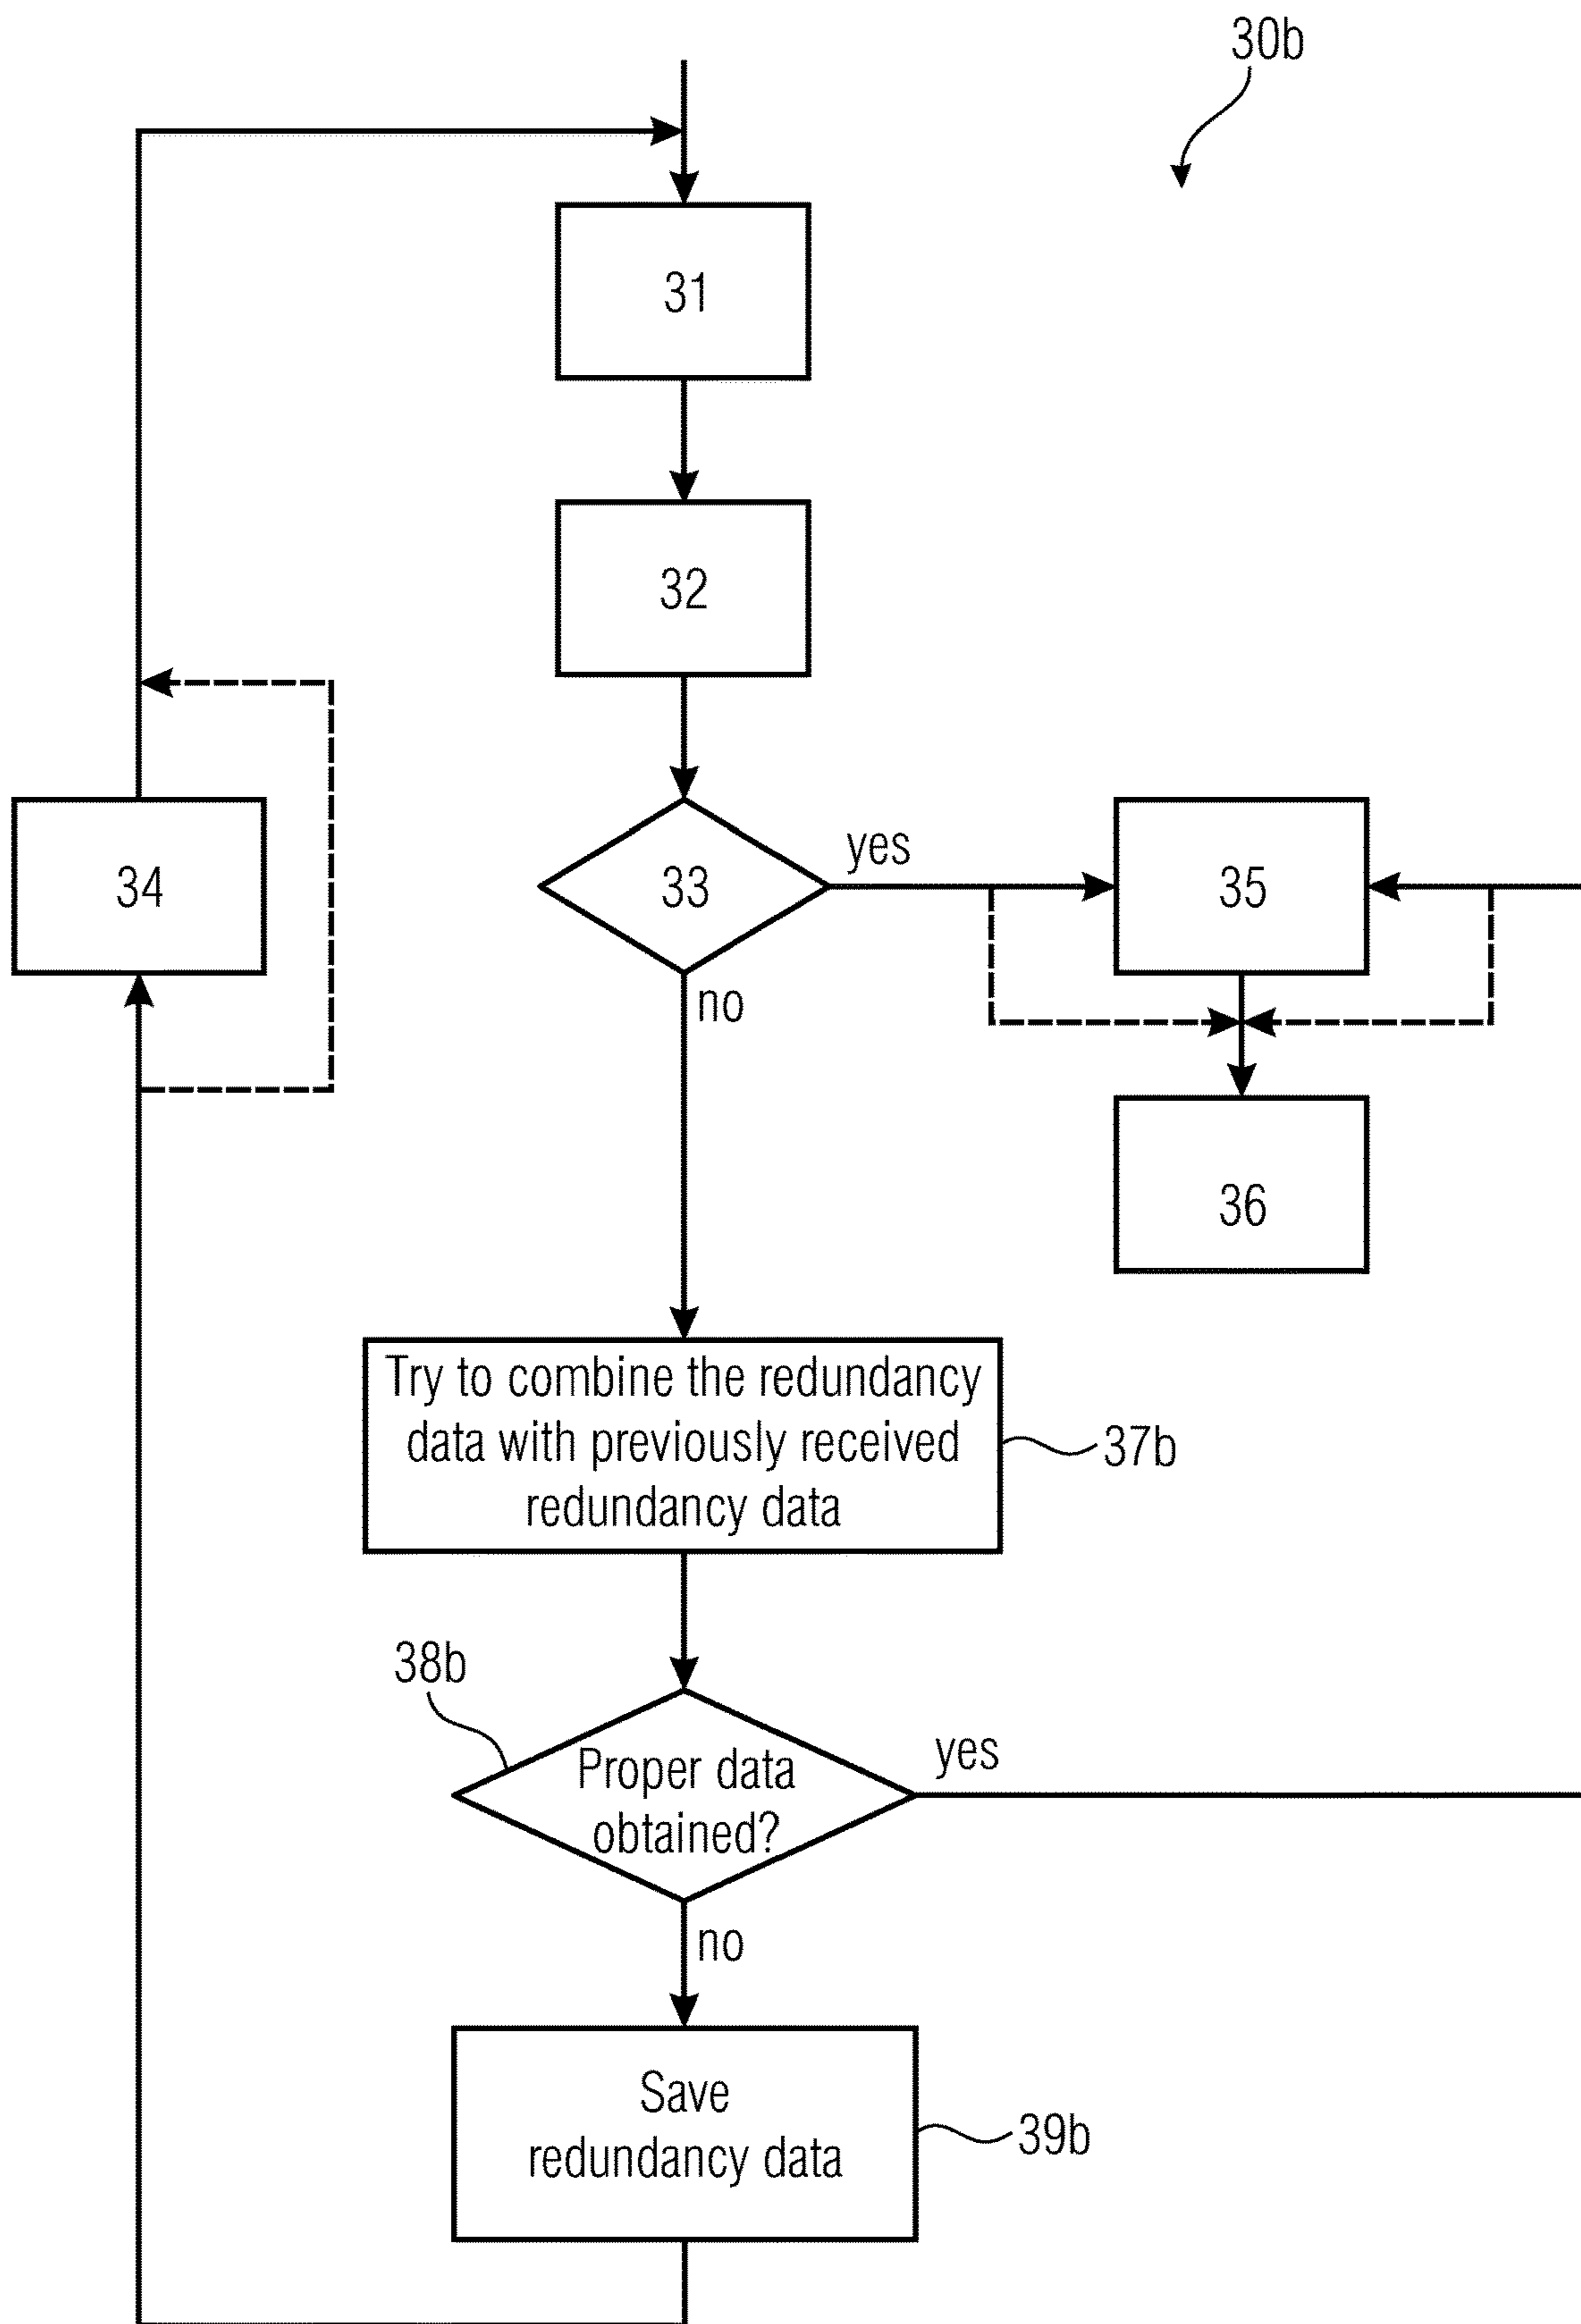 30b
31
32
33
yes
no
34
35
36
Try to combine the redundancy
data with previously received
redundancy data
37b
38b
Proper data
obtained?
yes
no
Save
redundancy data
39b